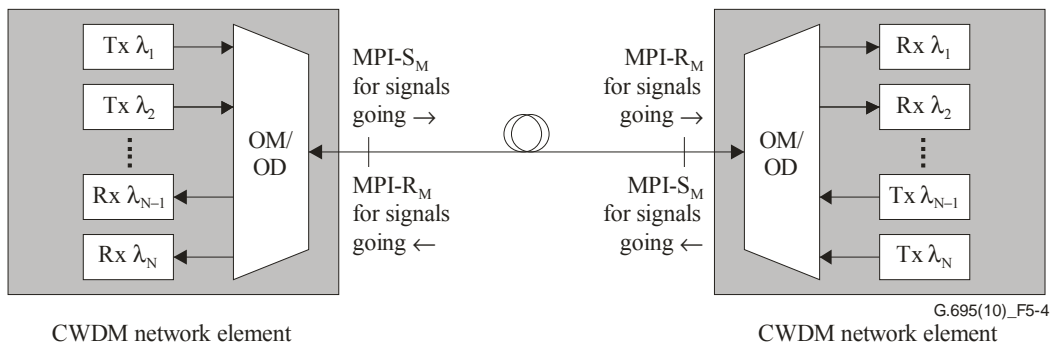 Tx λ1
Tx λ2
Rx λN–1
Rx λN
OM/
OD
MPI-SM
for signals
going →
MPI-RM
for signals
going ←
MPI-RM
for signals
going →
MPI-SM
for signals
going ←
OM/
OD
Rx λ1
Rx λ2
Tx λN–1
Tx λN
G.695(10)_F5-4
CWDM network element
CWDM network element